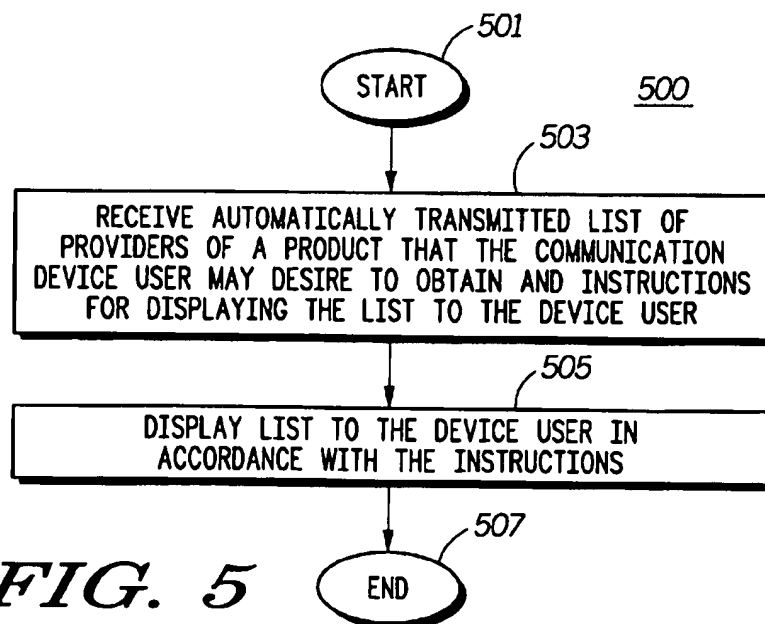 501
START
500
503
RECEIVE AUTOMATICALLY TRANSMITTED LIST OF
PROVIDERS OF A PRODUCT THAT THE COMMUNICATION
DEVICE USER MAY DESIRE TO OBTAIN AND INSTRUCTIONS
FOR DISPLAYING THE LIST TO THE DEVICE USER
505
DISPLAY LIST TO THE DEVICE USER IN
ACCORDANCE WITH THE INSTRUCTIONS
507
END
FIG. 5